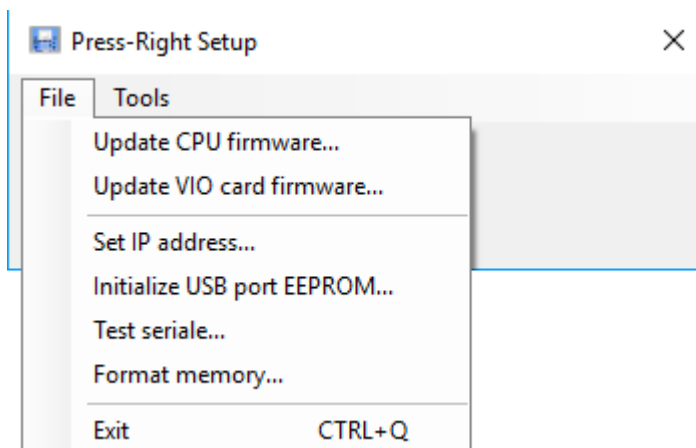 Press-Right Setup
File Tools
Update CPU firmware...
Update VIO card firmware...
Set IP address...
Initialize USB port EEPROM...
Test seriale...
Format memory...
Exit CTRL+Q